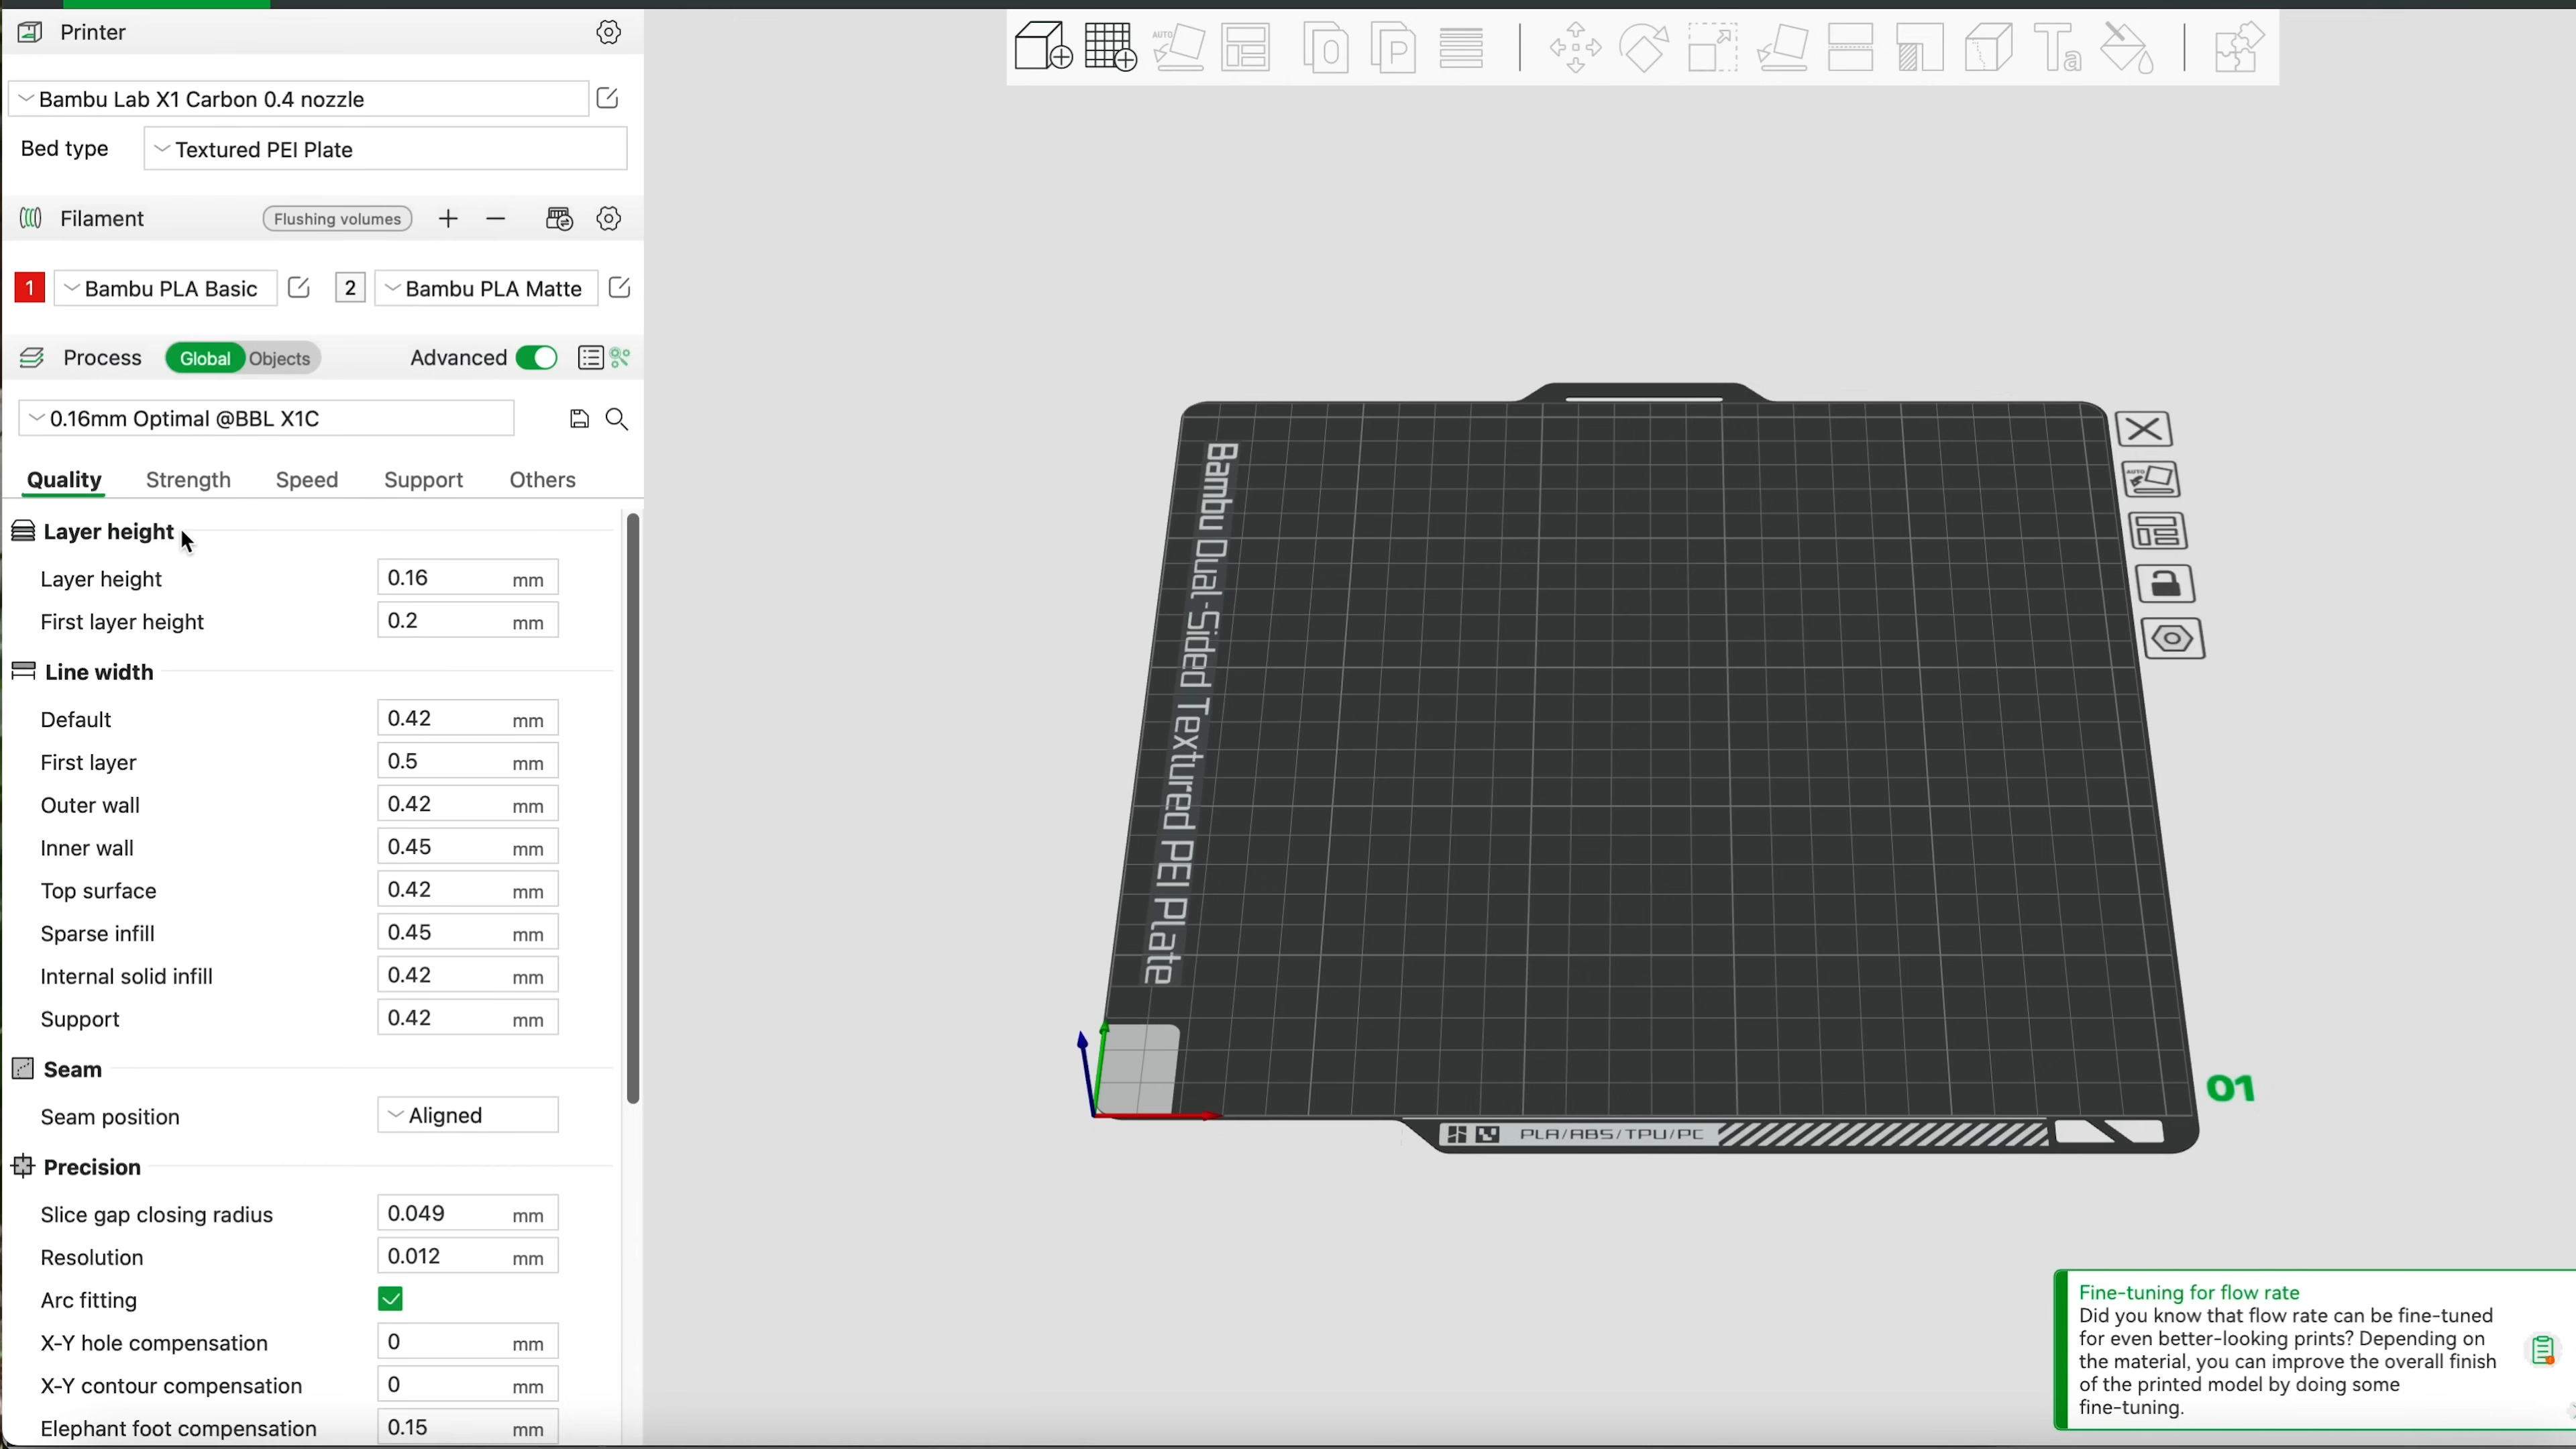 Printer
Bambu Lab X1 Carbon 0.4 nozzle
Bed type Textured PEI Plate
Filament Flushing volumes
1 Bambu PLA Basic 2 Bambu PLA Matte
Process Global Objects Advanced
0.16mm Optimal @BBL X1C
Quality Strength Speed Support Others
Layer height
Layer height 0.16 mm
First layer height 0.2 mm
Line width
Default 0.42 mm
First layer 0.5 mm
Outer wall 0.42 mm
Inner wall 0.45 mm
Top surface 0.42 mm
Sparse infill 0.45 mm
Internal solid infill 0.42 mm
Support 0.42 mm
Seam
Seam position Aligned
Precision
Slice gap closing radius 0.049 mm
Resolution 0.012 mm
Arc fitting
X-Y hole compensation 0 mm
X-Y contour compensation 0 mm
Elephant foot compensation 0.15 mm
AUTO O P Ta
Bambu Dual-Sided Textured PEI Plate
AUTO
01
PLA/ABS/TPU/PC
Fine-tuning for flow rate
Did you know that flow rate can be fine-tuned
for even better-looking prints? Depending on
the material, you can improve the overall finish
of the printed model by doing some
fine-tuning.